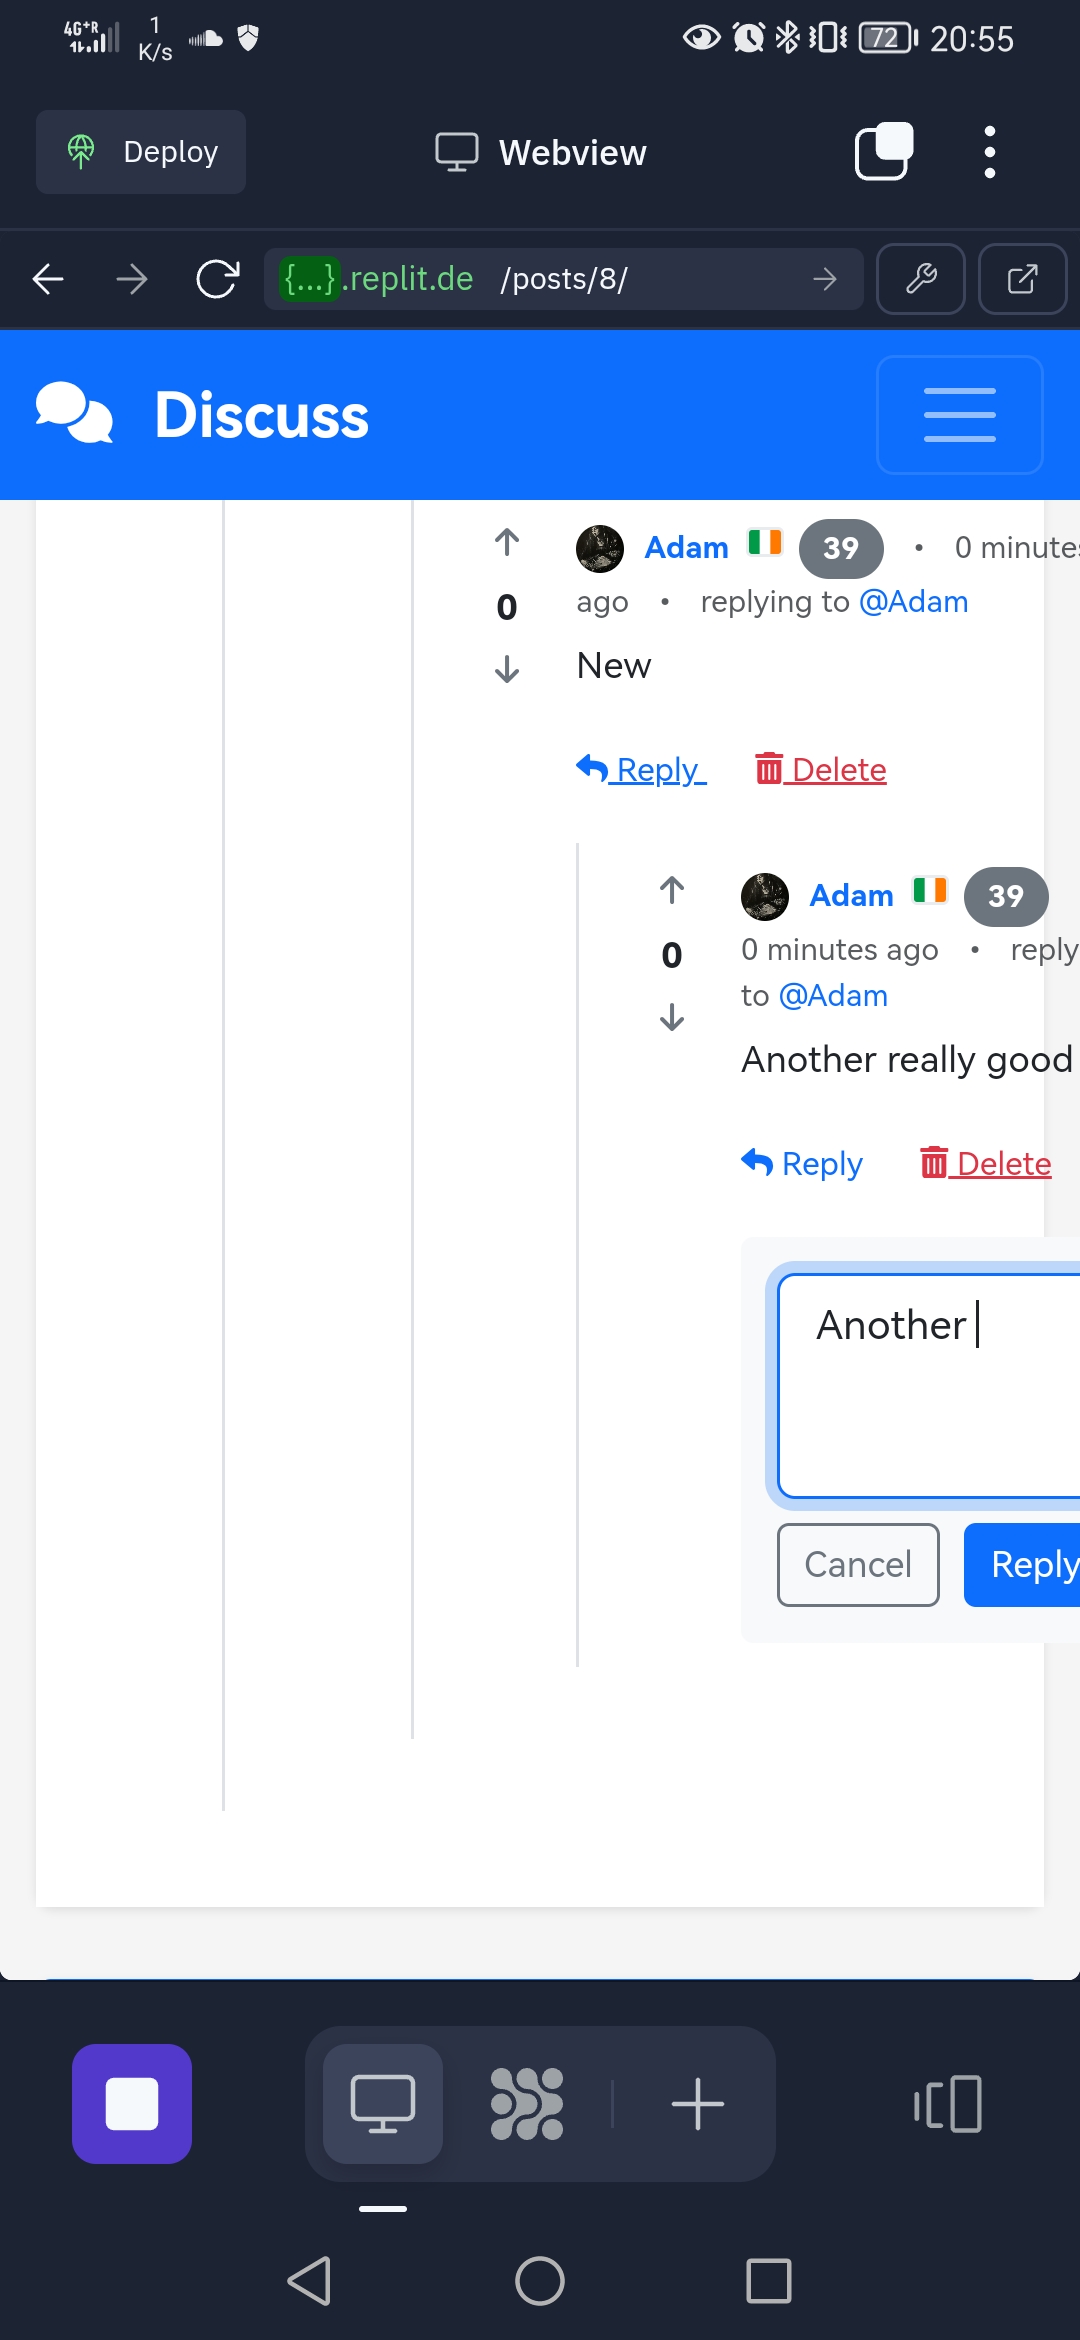 4G+R 1 K/s 72 20:55
Deploy Webview
{...}.replit.de /posts/8/
Discuss
Adam 39 • 0 minutes
ago • replying to @Adam
0
New
Reply Delete
Adam 39
0 minutes ago • reply
0
to @Adam
Another really good
Reply Delete
Another
Cancel Reply